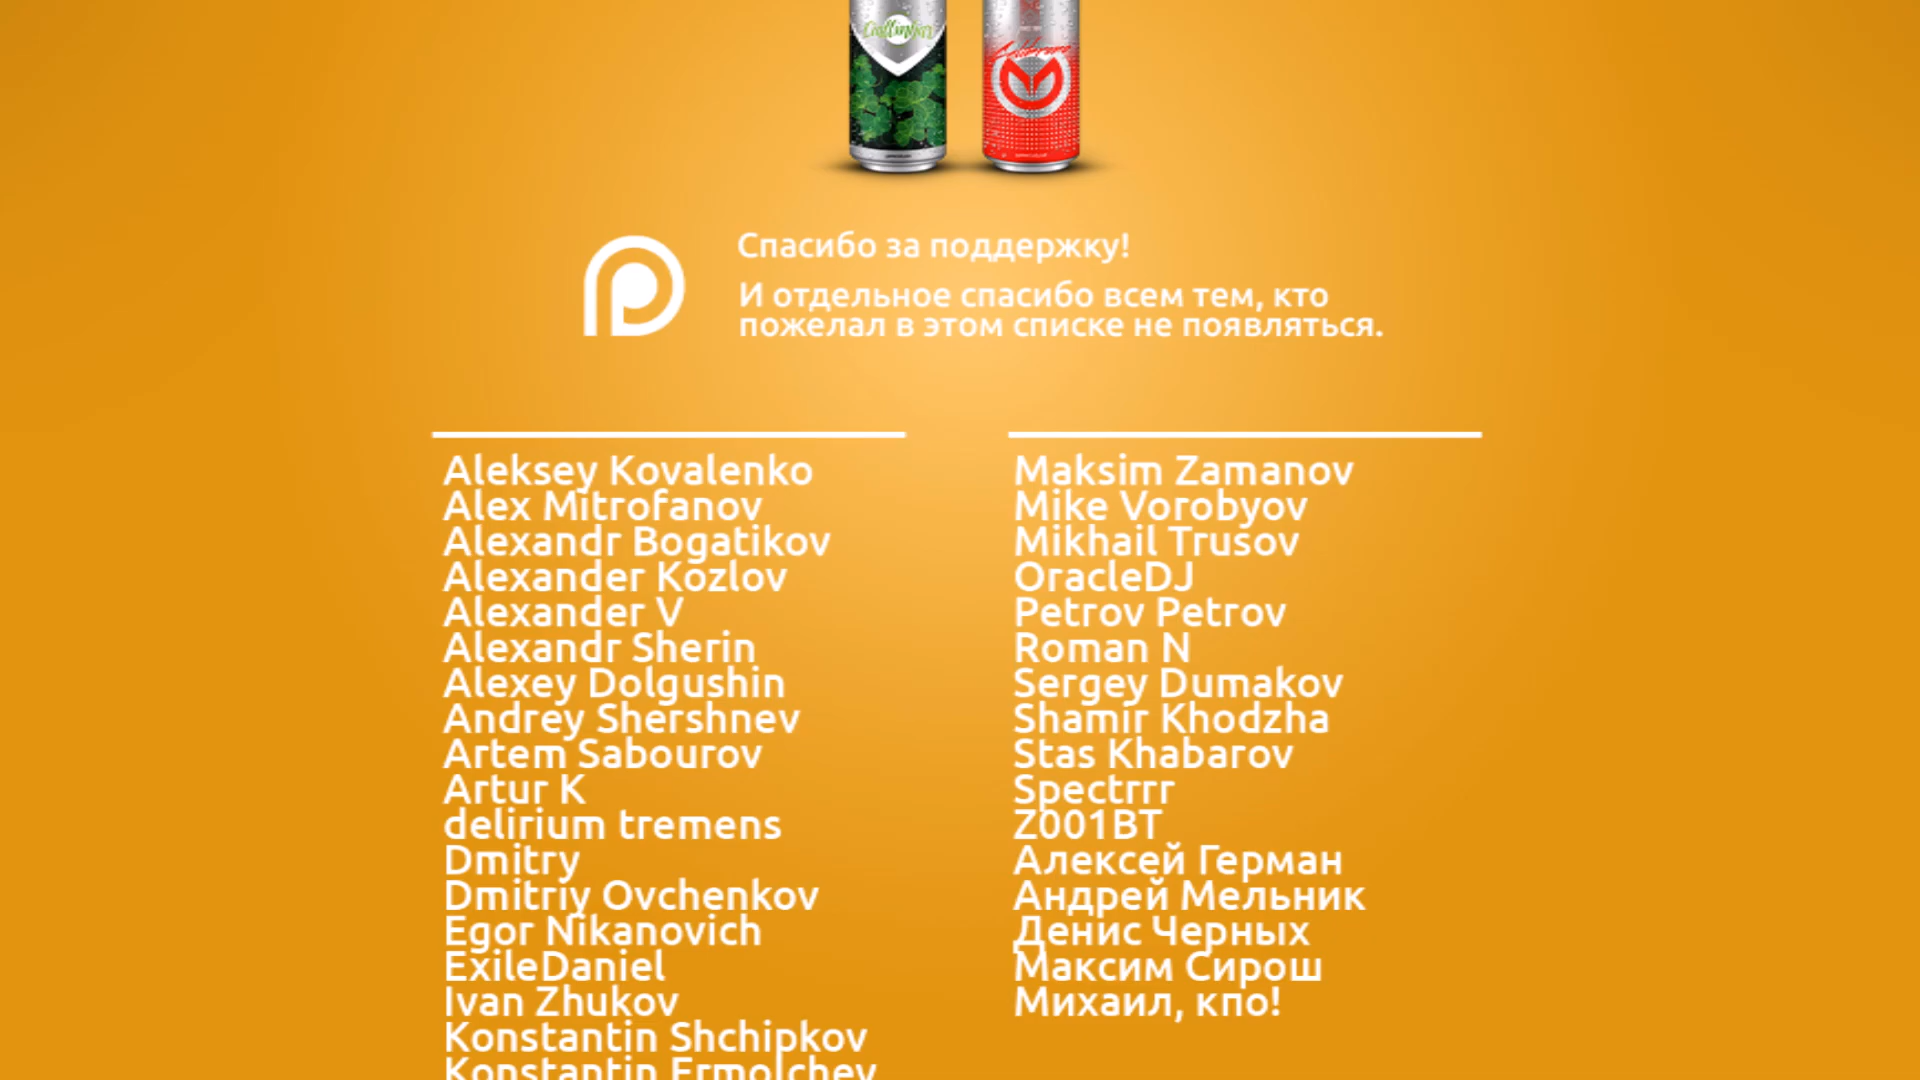 Спасибо за поддержку!
И отдельное спасибо всем тем, кто
пожелал в этом списке не появляться.
Aleksey Kovalenko
Alex Mitrofanov
Alexandr Bogatikov
Alexander Kozlov
Alexander V
Alexandr Sherin
Alexey Dolgushin
Andrey Shershnev
Artem Sabourov
Artur K
delirium tremens
Dmitry
Dmitriy Ovchenkov
Egor Nikanovich
ExileDaniel
Ivan Zhukov
Konstantin Shchipkov
Konstantin Ermolchev
Maksim Zamanov
Mike Vorobyov
Mikhail Trusov
OracleDJ
Petrov Petrov
Roman N
Sergey Dumakov
Shamir Khodzha
Stas Khabarov
Spectrrr
Z001BT
Алексей Герман
Андрей Мельник
Денис Черных
Максим Сирош
Михаил, кпо!